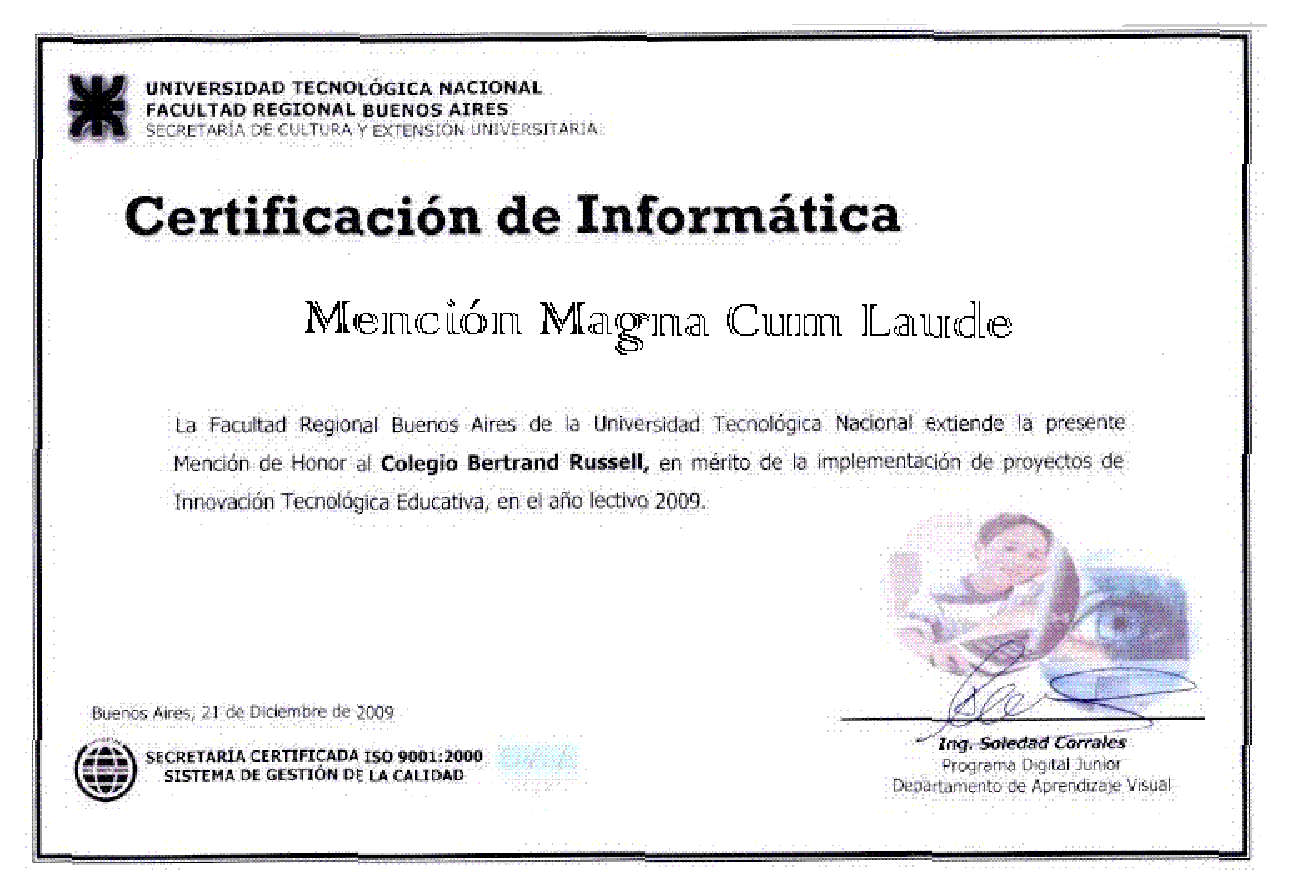 UNIVERSIDAD TECNOLÓGICA NACIONAL
FACULTAD REGIONAL BUENOS AIRES
SECRETARÍA DE CULTURA Y EXTENSIÓN UNIVERSITARIA
Certificación de Informática
Mención Magna Cum Laude
La Facultad Regional Buenos Aires de la Universidad Tecnológica Nacional extiende la presente
Mención de Honor al Colegio Bertrand Russell, en mérito de la implementación de proyectos de
Innovación Tecnológica Educativa, en el año lectivo 2009.
Buenos Aires, 21 de Diciembre de 2009
SECRETARÍA CERTIFICADA ISO 9001:2000
SISTEMA DE GESTIÓN DE LA CALIDAD
Ing. Soledad Corrales
Programa Digital Junior
Departamento de Aprendizaje Visual